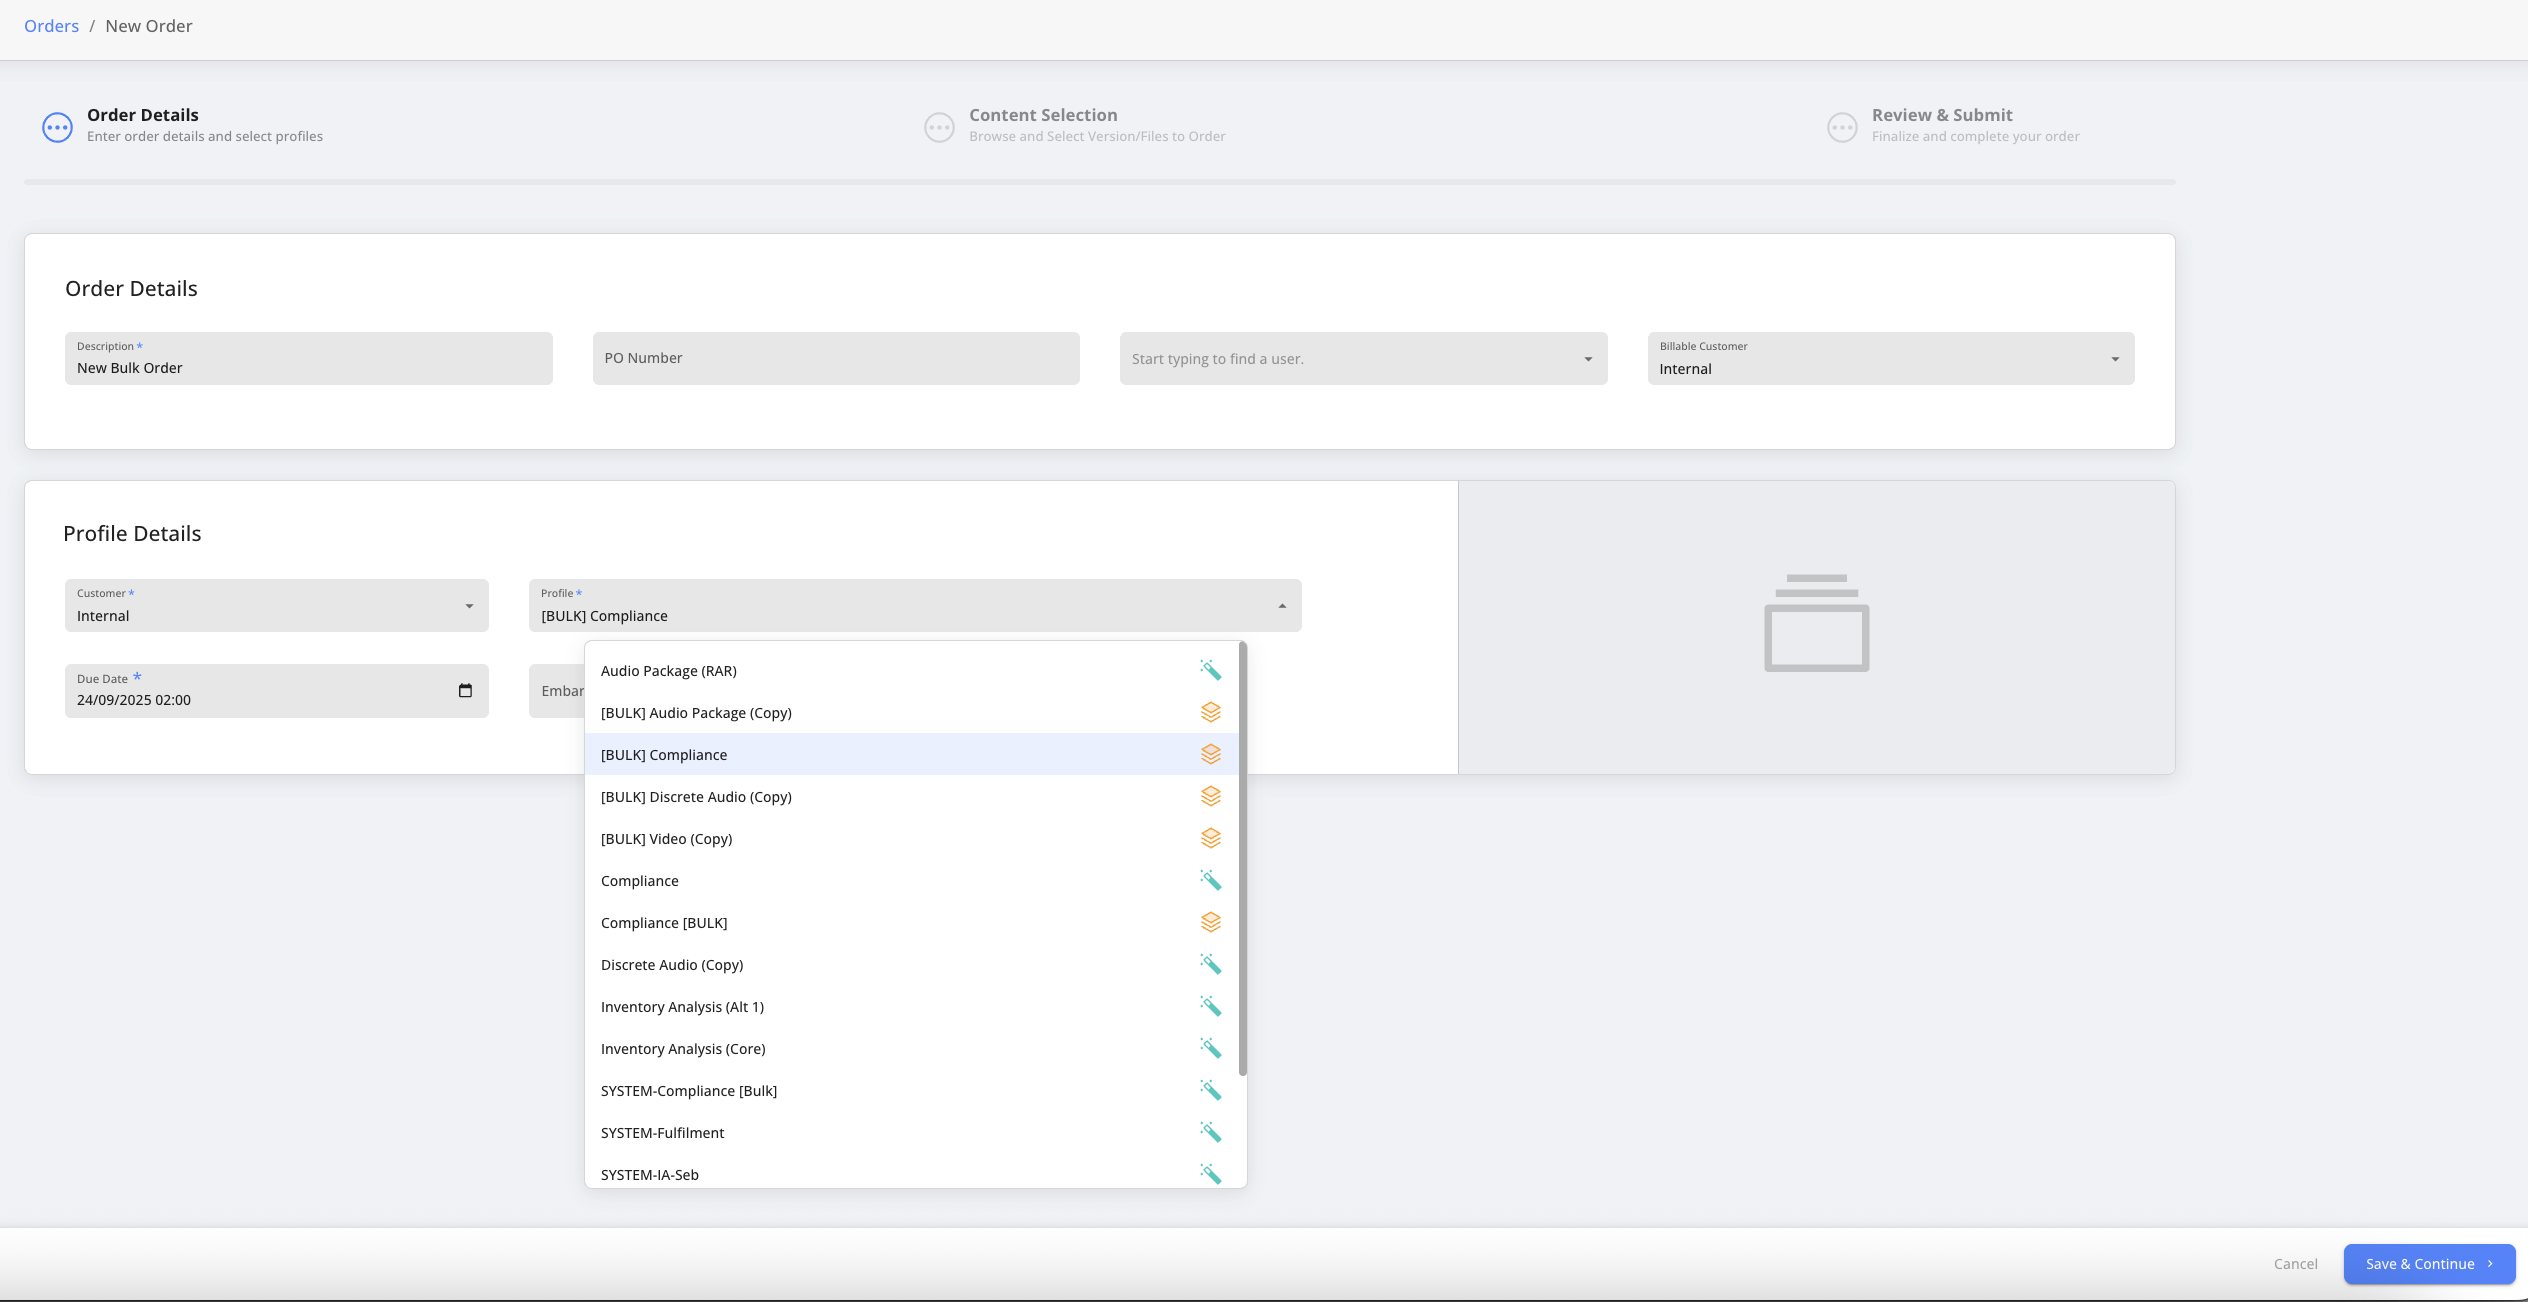 Orders / New Order
Order Details
Enter order details and select profiles
Content Selection
Browse and Select Version/Files to Order
Review & Submit
Finalize and complete your order
Order Details
Description *
New Bulk Order
PO Number
Start typing to find a user.
Billable Customer
Internal
Profile Details
Customer *
Internal
Profile *
[BULK] Compliance
Due Date *
24/09/2025 02:00
Embar
Audio Package (RAR)
[BULK] Audio Package (Copy)
[BULK] Compliance
[BULK] Discrete Audio (Copy)
[BULK] Video (Copy)
Compliance
Compliance [BULK]
Discrete Audio (Copy)
Inventory Analysis (Alt 1)
Inventory Analysis (Core)
SYSTEM-Compliance [Bulk]
SYSTEM-Fulfilment
SYSTEM-IA-Seb
Cancel
Save & Continue